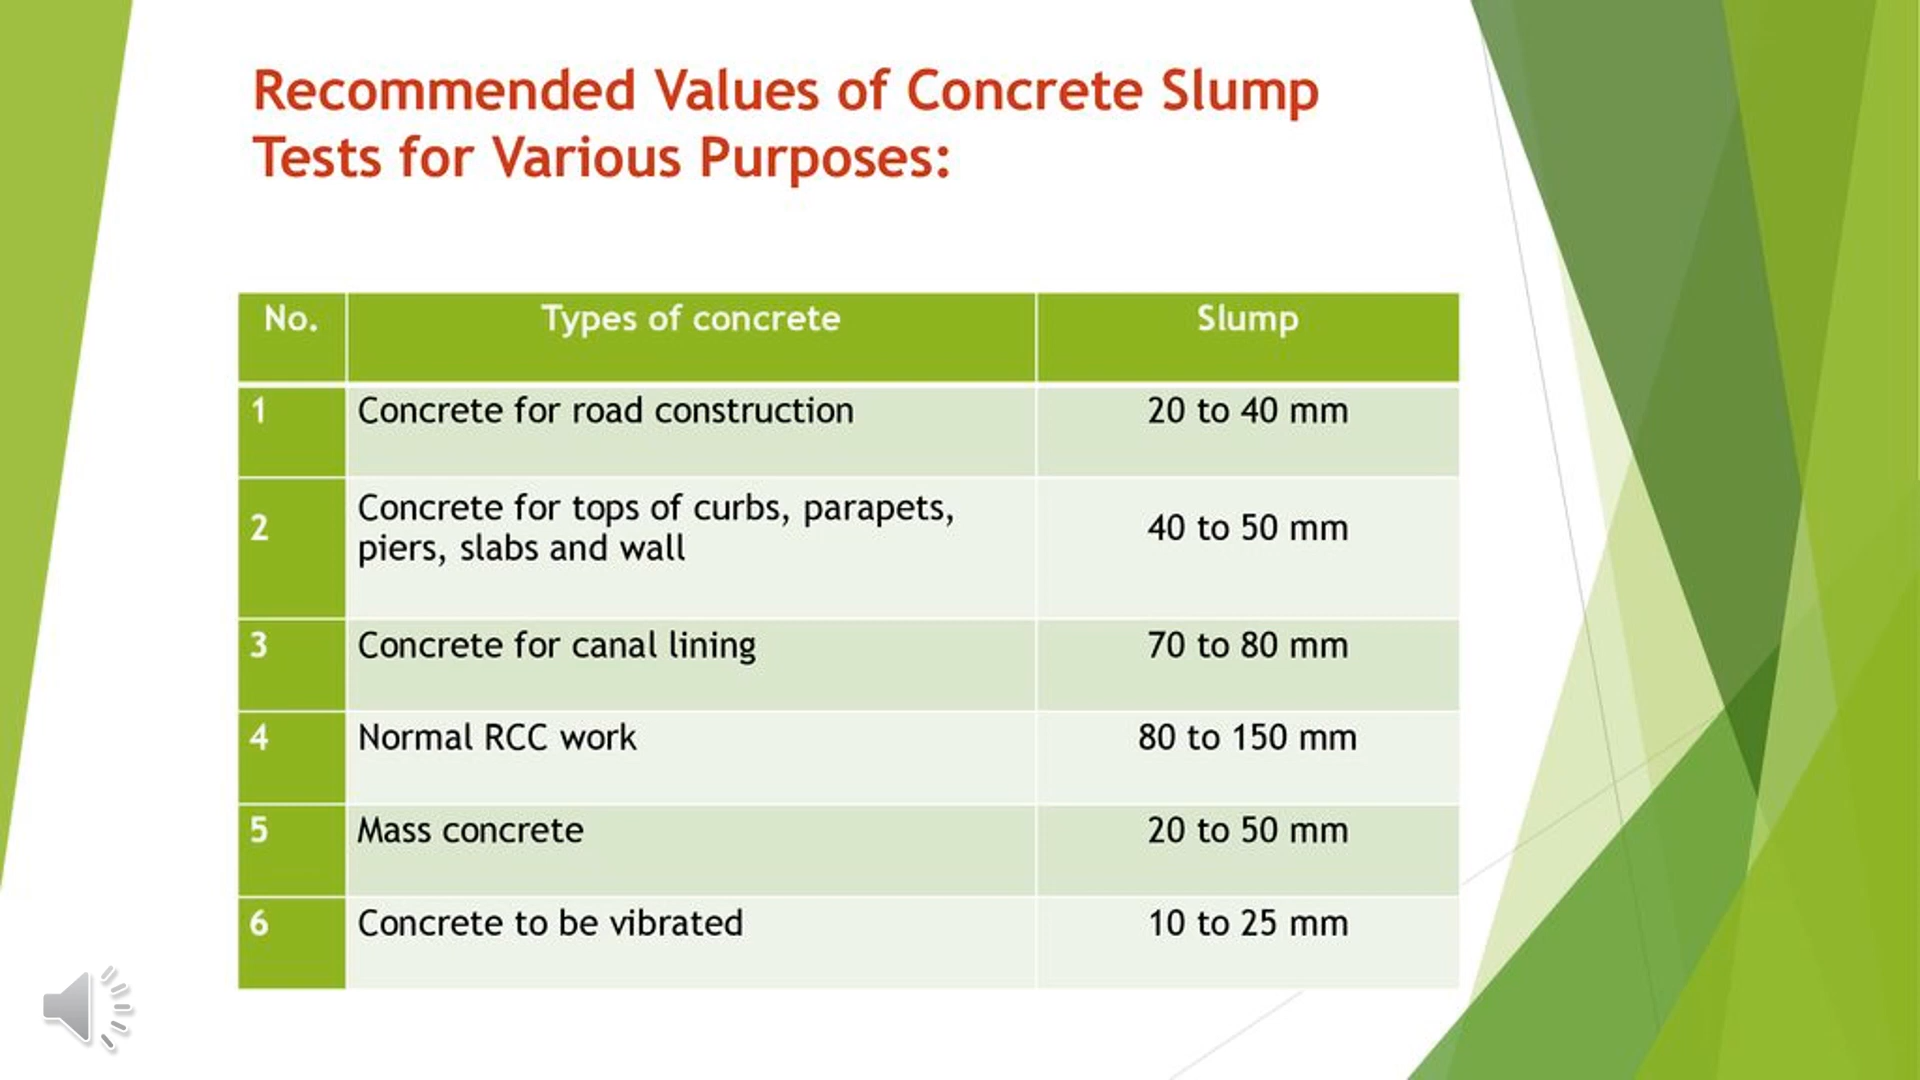 Recommended Values of Concrete Slump
Tests for Various Purposes:
No. Types of concrete Slump
1 Concrete for road construction 20 to 40 mm
2 Concrete for tops of curbs, parapets,
piers, slabs and wall 40 to 50 mm
3 Concrete for canal lining 70 to 80 mm
4 Normal RCC work 80 to 150 mm
5 Mass concrete 20 to 50 mm
6 Concrete to be vibrated 10 to 25 mm